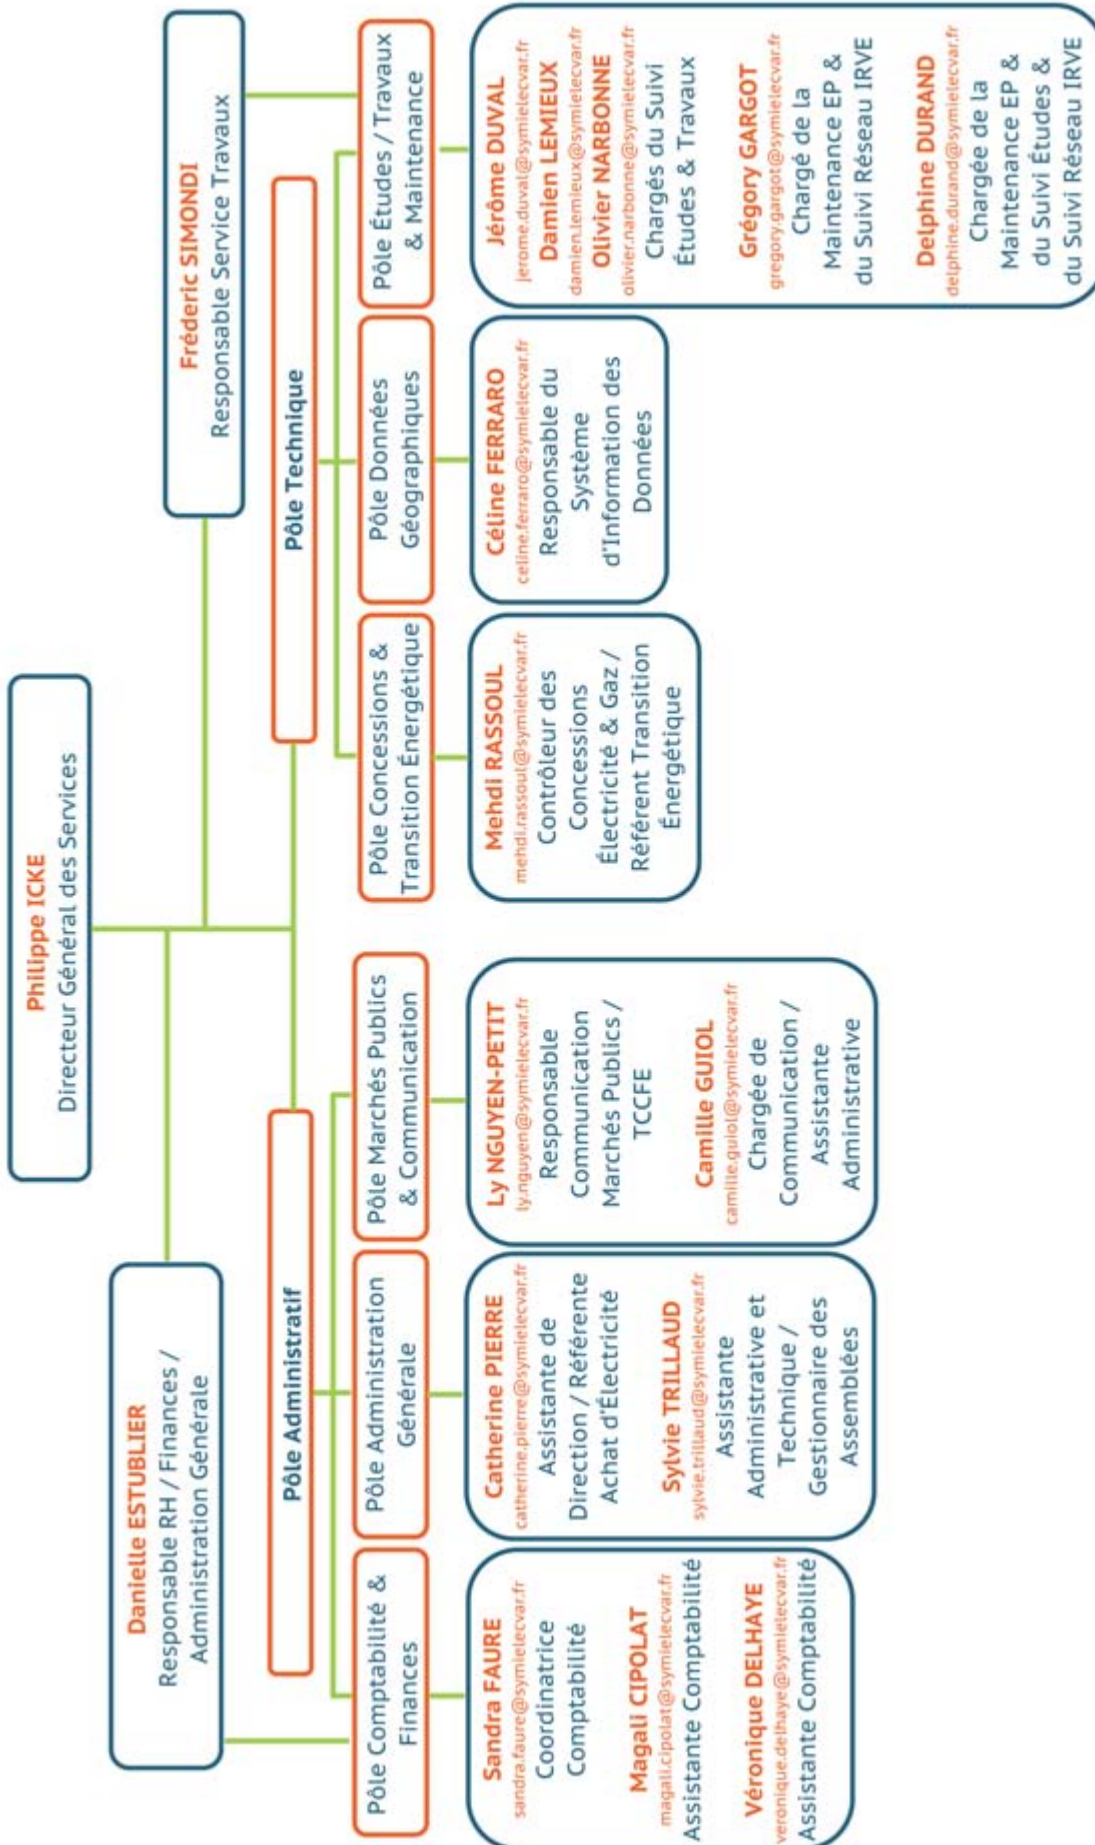 Philippe ICKE
Directeur Général des Services
Danielle ESTUBLIER
Responsable RH / Finances /
Administration Générale
Fréderic SIMONDI
Responsable Service Travaux
Pôle Administratif
Pôle Technique
Pôle Comptabilité &
Finances
Pôle Administration
Générale
Pôle Marchés Publics
& Communication
Pôle Concessions &
Transition Énergétique
Pôle Données
Géographiques
Pôle Études / Travaux
& Maintenance
Sandra FAURE
sandra.faure@symielecvar.fr
Coordinatrice
Comptabilité
Magali CIPOLAT
magali.cipolat@symielecvar.fr
Assistante Comptabilité
Véronique DELHAYE
veronique.delhaye@symielecvar.fr
Assistante Comptabilité
Catherine PIERRE
catherine.pierre@symielecvar.fr
Assistante de
Direction / Référente
Achat d'Électricité
Sylvie TRILLAUD
sylvie.trillaud@symielecvar.fr
Assistante
Administrative et
Technique /
Gestionnaire des
Assemblées
Ly NGUYEN-PETIT
ly.nguyen@symielecvar.fr
Responsable
Communication
Marchés Publics /
TCCFE
Camille GUIOL
camille.guiol@symielecvar.fr
Chargée de
Communication /
Assistante
Administrative
Mehdi RASSOUL
mehdi.rassoul@symielecvar.fr
Contrôleur des
Concessions
Électricité & Gaz /
Référent Transition
Énergétique
Céline FERRARO
celine.ferraro@symielecvar.fr
Responsable du
Système
d'Information des
Données
Jérôme DUVAL
jerome.duval@symielecvar.fr
Damien LEMIEUX
damien.lemieux@symielecvar.fr
Olivier NARBONNE
olivier.narbonne@symielecvar.fr
Chargés du Suivi
Études & Travaux
Grégory GARGOT
gregory.gargot@symielecvar.fr
Chargé de la
Maintenance EP &
du Suivi Réseau IRVE
Delphine DURAND
delphine.durand@symielecvar.fr
Chargée de la
Maintenance EP &
du Suivi Études &
du Suivi Réseau IRVE